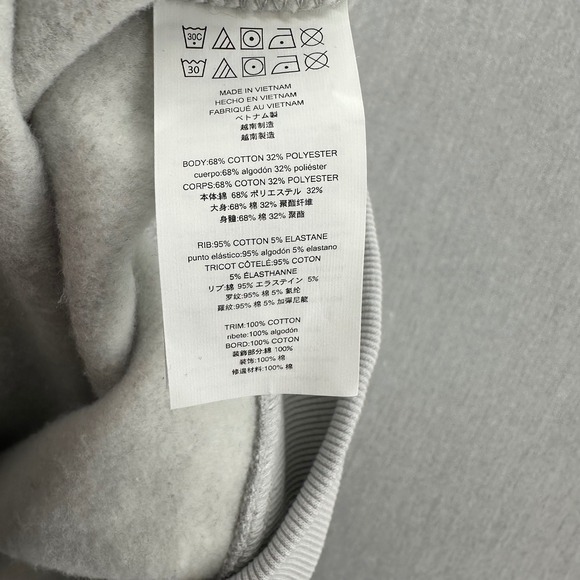 30C
30
MADE IN VIETNAM
HECHO EN VIETNAM
FABRIQUÉ AU VIETNAM
ベトナム製
越南制造
越南製造
BODY:68% COTTON 32% POLYESTER
cuerpo:68% algodón 32% poliéster
CORPS:68% COTON 32% POLYESTER
本体:綿 68% ポリエステル 32%
大身:68% 棉 32% 聚酯纤维
身體:68% 棉 32% 聚酯
RIB:95% COTTON 5% ELASTANE
punto elástico:95% algodón 5% elastano
TRICOT CÔTELÉ:95% COTON
5% ÉLASTHANNE
リブ:綿 95% エラステイン 5%
罗纹:95% 棉 5% 氨纶
羅紋:95% 棉 5% 加彈尼龍
TRIM:100% COTTON
ribete:100% algodón
BORD:100% COTON
装飾部分:綿 100%
装饰:100% 棉
修邊材料:100% 棉